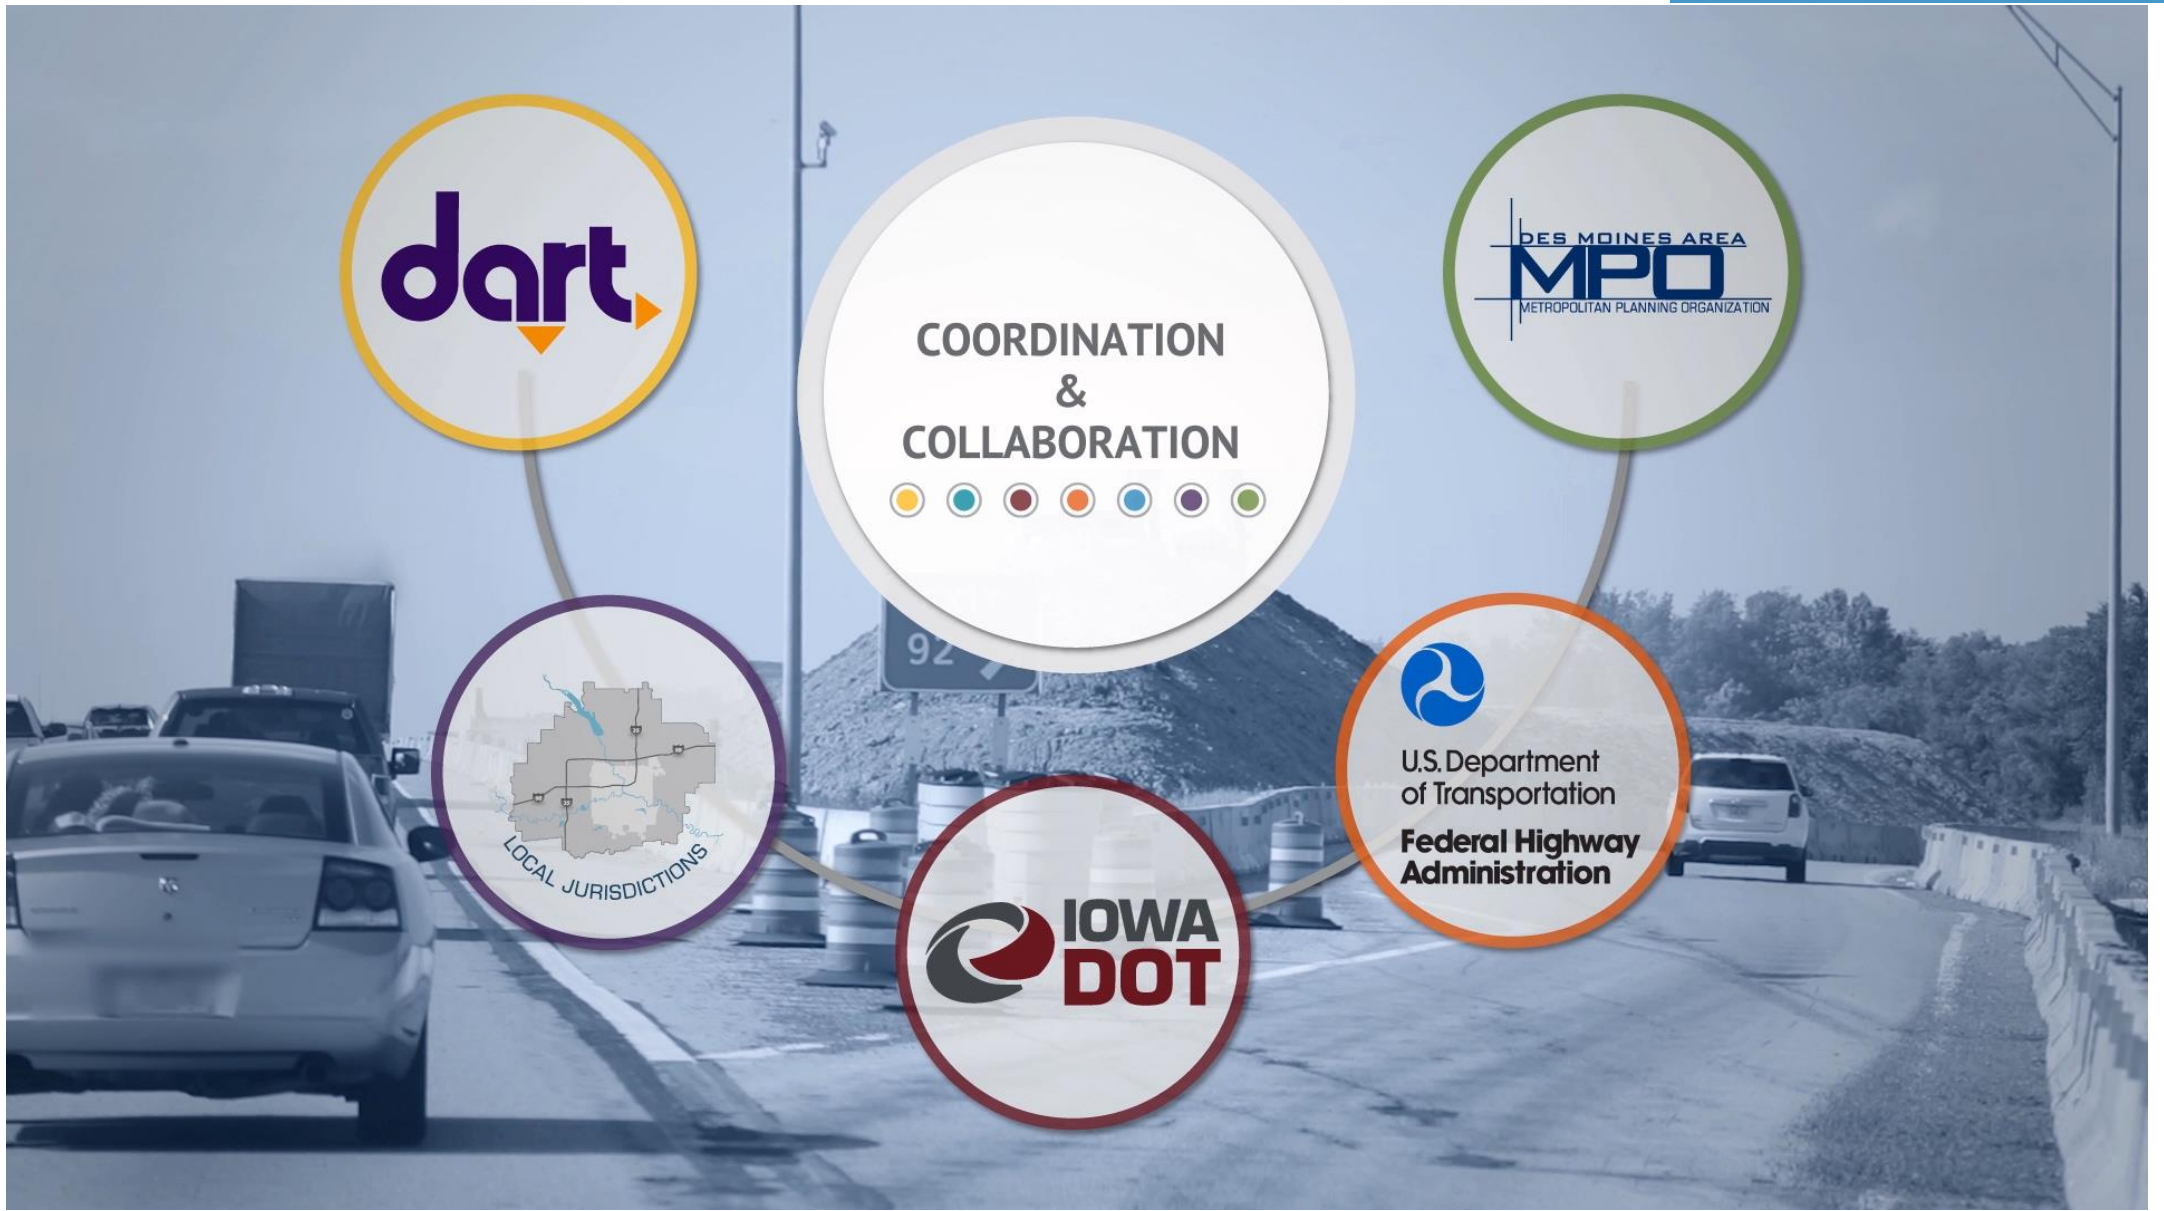 dart
COORDINATION
&
COLLABORATION
DES MOINES AREA
MPO
METROPOLITAN PLANNING ORGANIZATION
92
LOCAL JURISDICTIONS
U.S. Department
of Transportation
Federal Highway
Administration
IOWA
DOT